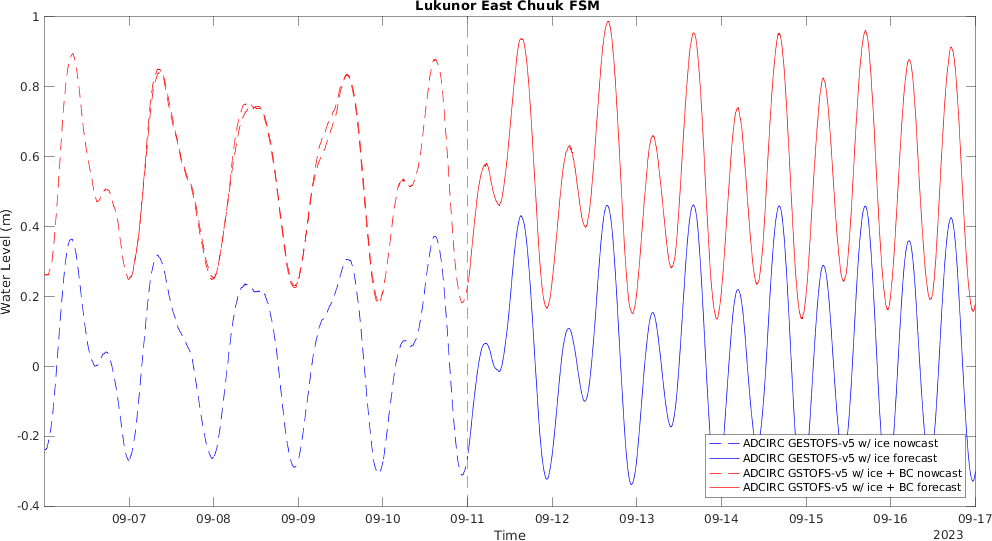 Lukunor East Chuuk FSM
Water Level (m)
1
0.8
0.6
0.4
0.2
0
-0.2
-0.4
ADCIRC GESTOFS-v5 w/ ice nowcast
ADCIRC GESTOFS-v5 w/ ice forecast
ADCIRC GSTOFS-v5 w/ ice + BC nowcast
ADCIRC GSTOFS-v5 w/ ice + BC forecast
09-07 09-08 09-09 09-10 09-11 09-12 09-13 09-14 09-15 09-16 09-17
Time
2023